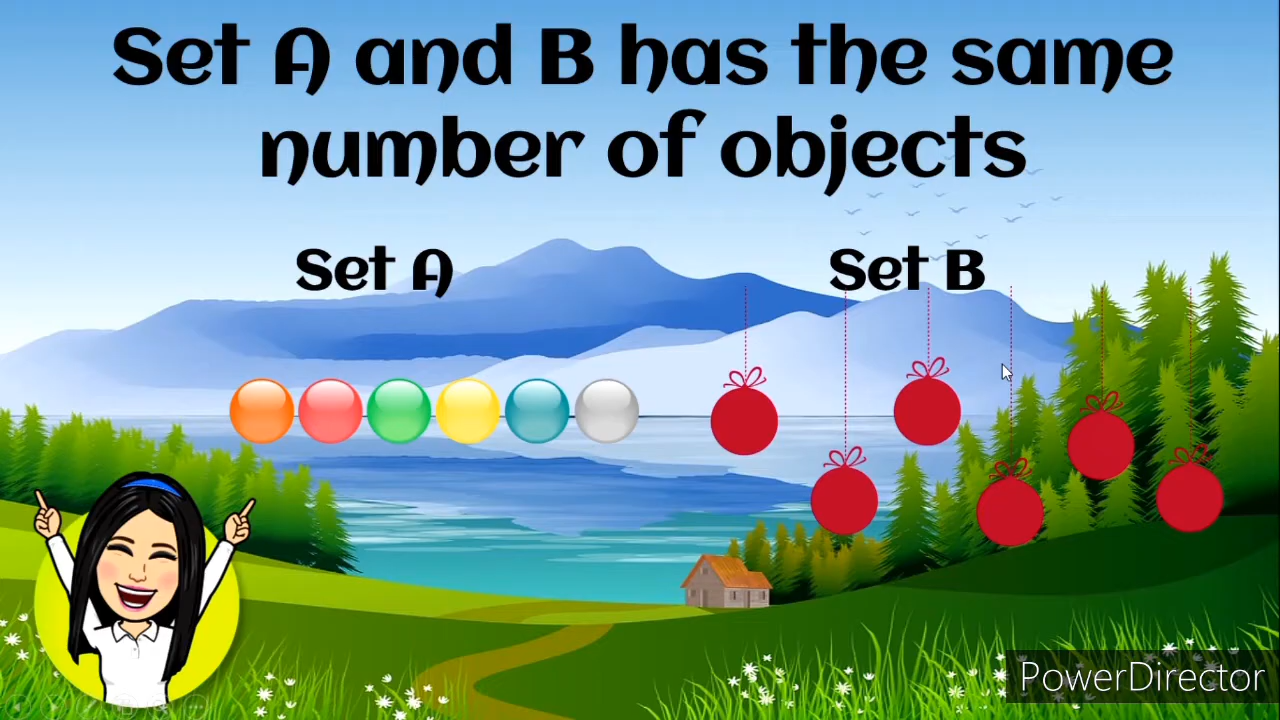 Set A and B has the same
number of objects
Set A
Set B
PowerDirector